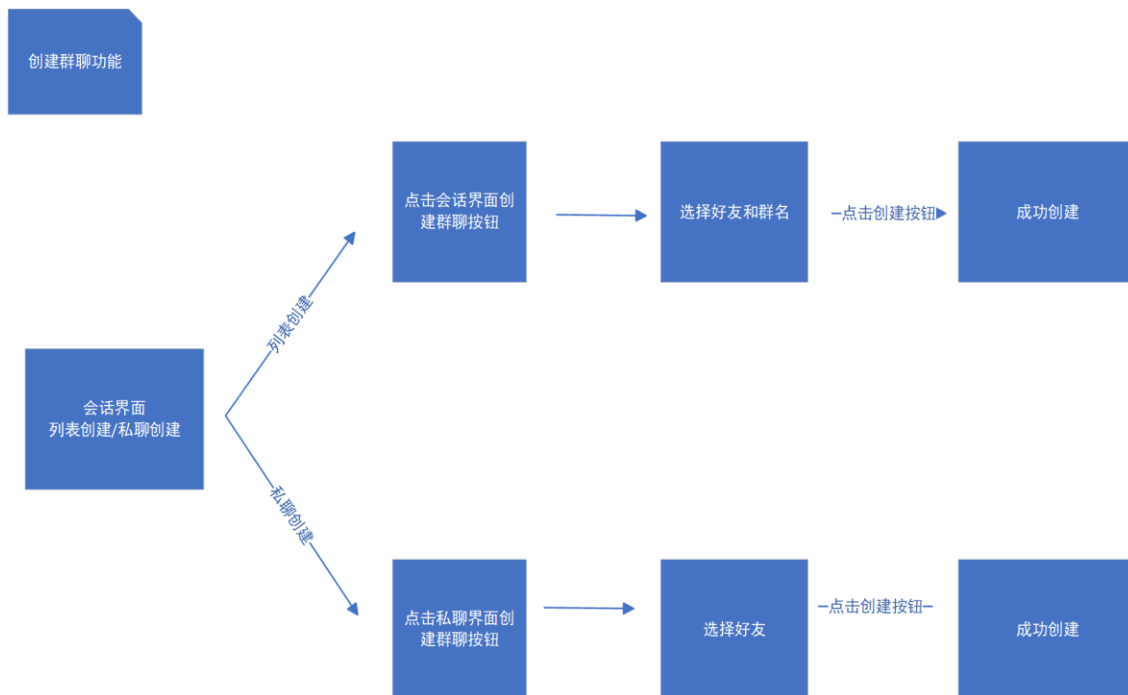 创建群聊功能
点击会话界面创
建群聊按钮
选择好友和群名
点击创建按钮
成功创建
列表创建
会话界面
列表创建/私聊创建
私聊创建
点击私聊界面创
建群聊按钮
选择好友
点击创建按钮
成功创建